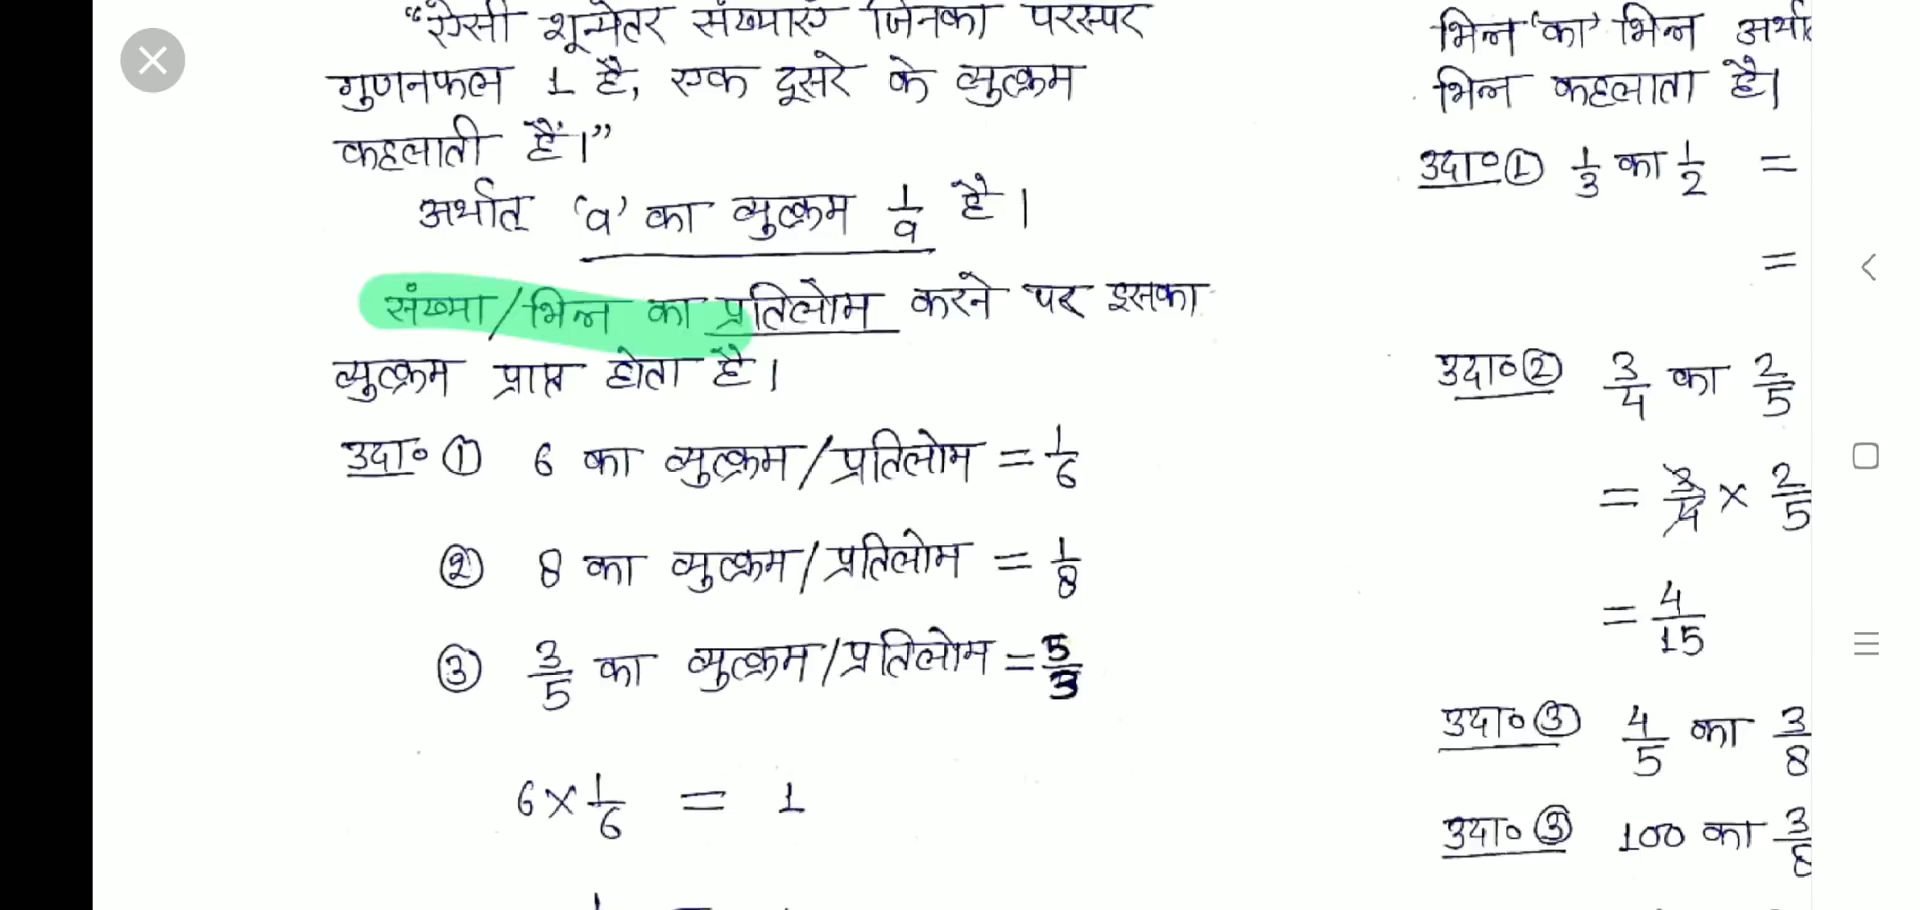 “ऐसी शून्येतर संख्याएं जिनका परस्पर
गुणनफल 1 है, एक दूसरे के व्युत्क्रम
कहलाती हैं।”
अर्थात् ‘a’ का व्युत्क्रम 1/a है।
संख्या/भिन्न का प्रतिलोम करने पर इसका
व्युत्क्रम प्राप्त होता है।
उदा० ① 6 का व्युत्क्रम/प्रतिलोम = 1/6
② 8 का व्युत्क्रम/प्रतिलोम = 1/8
③ 3/5 का व्युत्क्रम/प्रतिलोम = 5/3
6 × 1/6 = 1
भिन्न ‘का’ भिन्न
भिन्न कहलाता है।
उदा० ① 1/3 का 1/2 =
=
उदा० ② 3/4 का 2/5
= 3/4 × 2/5
= 4/15
उदा० ③ 4/5 का 3/8
उदा० ③ 100 का 3/8